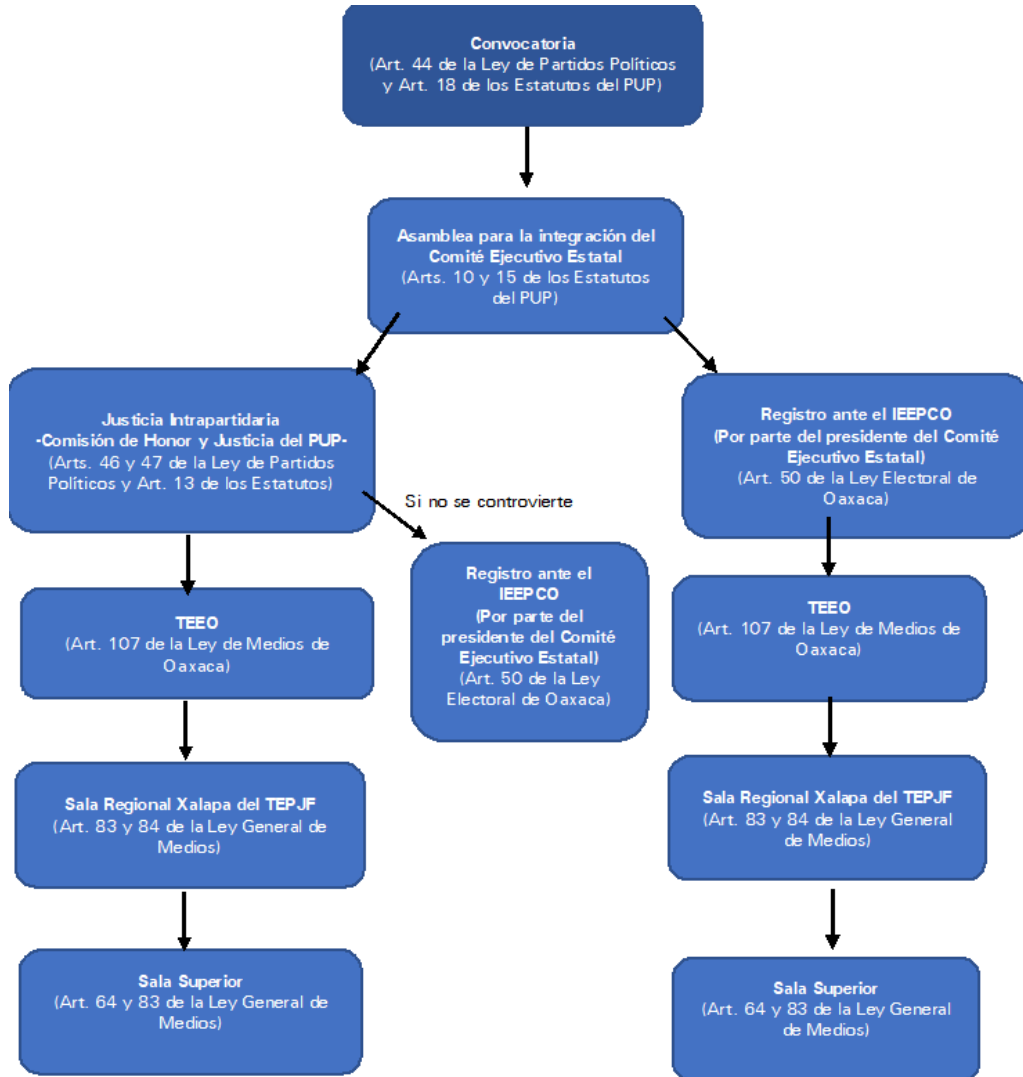 Convocatoria
(Art. 44 de la Ley de Partidos Políticos
y Art. 18 de los Estatutos del PUP)
Asamblea para la integración del
Comité Ejecutivo Estatal
(Arts. 10 y 15 de los Estatutos
del PUP)
Justicia Intrapartidaria
-Comisión de Honor y Justicia del PUP-
(Arts. 46 y 47 de la Ley de Partidos
Políticos y Art. 13 de los Estatutos)
Registro ante el IEEPCO
(Por parte del presidente del Comité
Ejecutivo Estatal)
(Art. 50 de la Ley Electoral de
Oaxaca)
Si no se controvierte
Registro ante el
IEEPCO
(Por parte del
presidente del Comité
Ejecutivo Estatal)
(Art. 50 de la Ley
Electoral de Oaxaca)
TEEO
(Art. 107 de la Ley de Medios de
Oaxaca)
TEEO
(Art. 107 de la Ley de Medios de
Oaxaca)
Sala Regional Xalapa del TEPJF
(Art. 83 y 84 de la Ley General de
Medios)
Sala Regional Xalapa del TEPJF
(Art. 83 y 84 de la Ley General
de Medios)
Sala Superior
(Art. 64 y 83 de la Ley General de
Medios)
Sala Superior
(Art. 64 y 83 de la Ley General
de Medios)